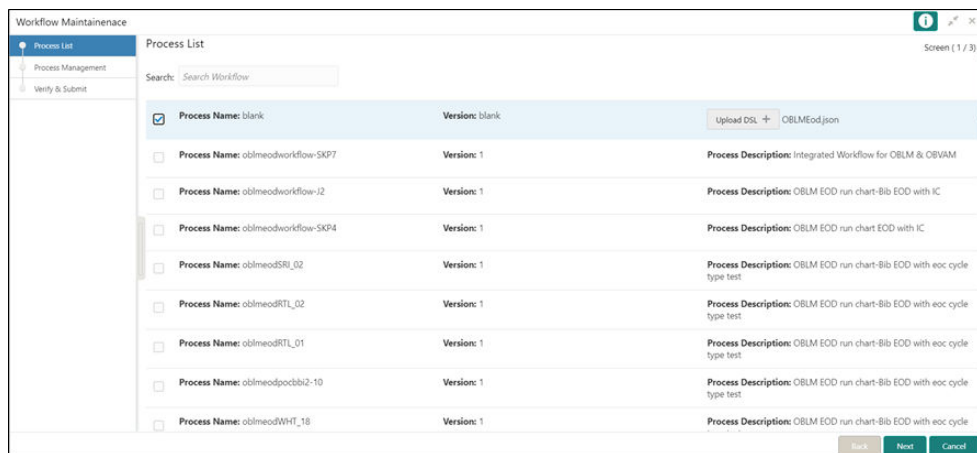 Workflow Maintainenace
Process List
Process Management
Verify & Submit
Process List
Screen ( 1 / 3)
Search: Search Workflow
Process Name: blank Version: blank Upload DSL + OBLMEod.json
Process Name: oblmeodworkflow-SKP7 Version: 1 Process Description: Integrated Workflow for OBLM & OBVAM
Process Name: oblmeodworkflow-J2 Version: 1 Process Description: OBLM EOD run chart-Bib EOD with IC
Process Name: oblmeodworkflow-SKP4 Version: 1 Process Description: OBLM EOD run chart EOD with IC
Process Name: oblmeodSRI_02 Version: 1 Process Description: OBLM EOD run chart-Bib EOD with eoc cycle
type test
Process Name: oblmeodRTL_02 Version: 1 Process Description: OBLM EOD run chart-Bib EOD with eoc cycle
type test
Process Name: oblmeodRTL_01 Version: 1 Process Description: OBLM EOD run chart-Bib EOD with eoc cycle
type test
Process Name: oblmeodpocbbi2-10 Version: 1 Process Description: OBLM EOD run chart-Bib EOD with eoc cycle
type test
Process Name: oblmeodWHT_18 Version: 1 Process Description: OBLM EOD run chart-Bib EOD with eoc cycle
Back Next Cancel